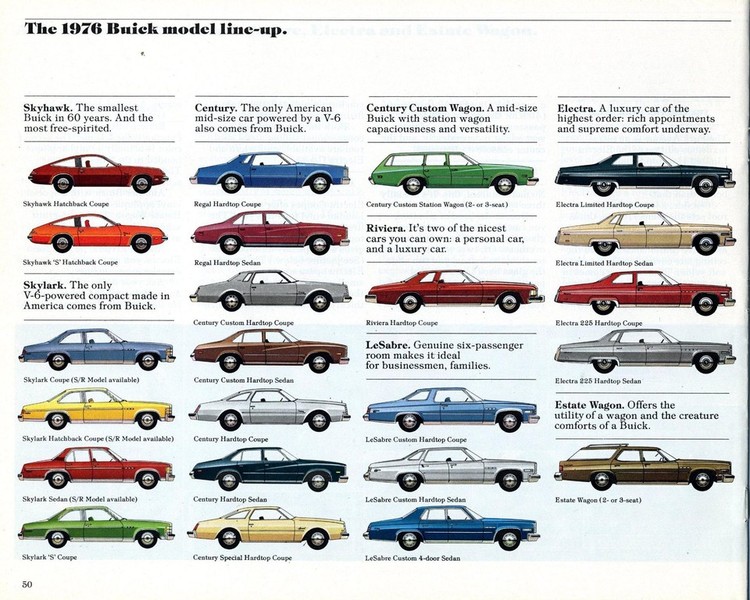 The 1976 Buick model line-up.
Skyhawk. The smallest
Buick in 60 years. And the
most free-spirited.
Skyhawk Hatchback Coupe
Skyhawk 'S' Hatchback Coupe
Skylark. The only
V-6-powered compact made in
America comes from Buick.
Skylark Coupe (S/R Model available)
Skylark Hatchback Coupe (S/R Model available)
Skylark Sedan (S/R Model available)
Skylark 'S' Coupe
Century. The only American
mid-size car powered by a V-6
also comes from Buick.
Regal Hardtop Coupe
Regal Hardtop Sedan
Century Custom Hardtop Coupe
Century Custom Hardtop Sedan
Century Hardtop Coupe
Century Hardtop Sedan
Century Special Hardtop Coupe
Century Custom Wagon. A mid-size
Buick with station wagon
capaciousness and versatility.
Century Custom Station Wagon (2- or 3-seat)
Riviera. It's two of the nicest
cars you can own: a personal car,
and a luxury car.
Riviera Hardtop Coupe
LeSabre. Genuine six-passenger
room makes it ideal
for businessmen, families.
LeSabre Custom Hardtop Coupe
LeSabre Custom Hardtop Sedan
LeSabre Custom 4-door Sedan
Electra. A luxury car of the
highest order: rich appointments
and supreme comfort underway.
Electra Limited Hardtop Coupe
Electra Limited Hardtop Sedan
Electra 225 Hardtop Coupe
Electra 225 Hardtop Sedan
Estate Wagon. Offers the
utility of a wagon and the creature
comforts of a Buick.
Estate Wagon (2- or 3-seat)
50